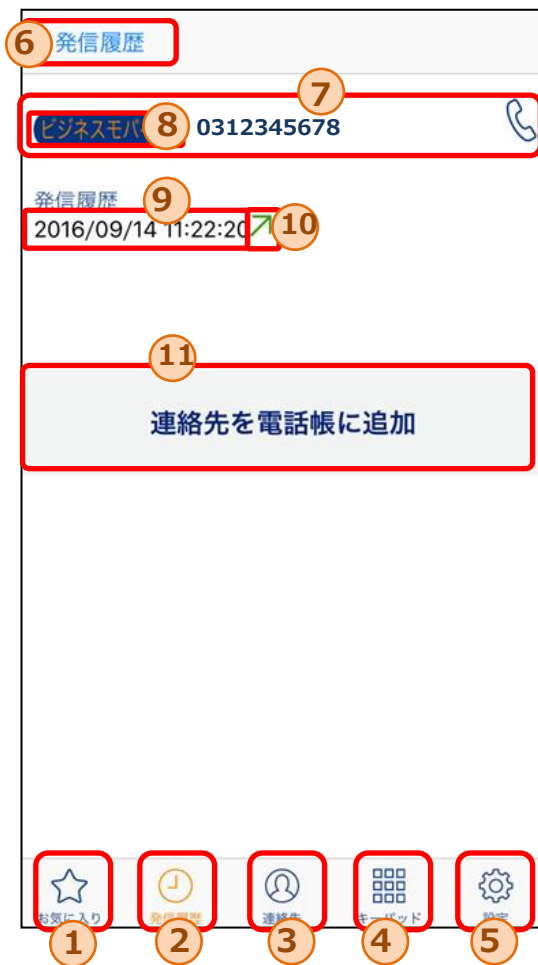 6 発信履歴
7
ビジネスモバ 8 0312345678
発信履歴 9
2016/09/14 11:22:20 10
11
連絡先を電話帳に追加
お気に入り 発信履歴 連絡先 キーパッド 設定
1 2 3 4 5